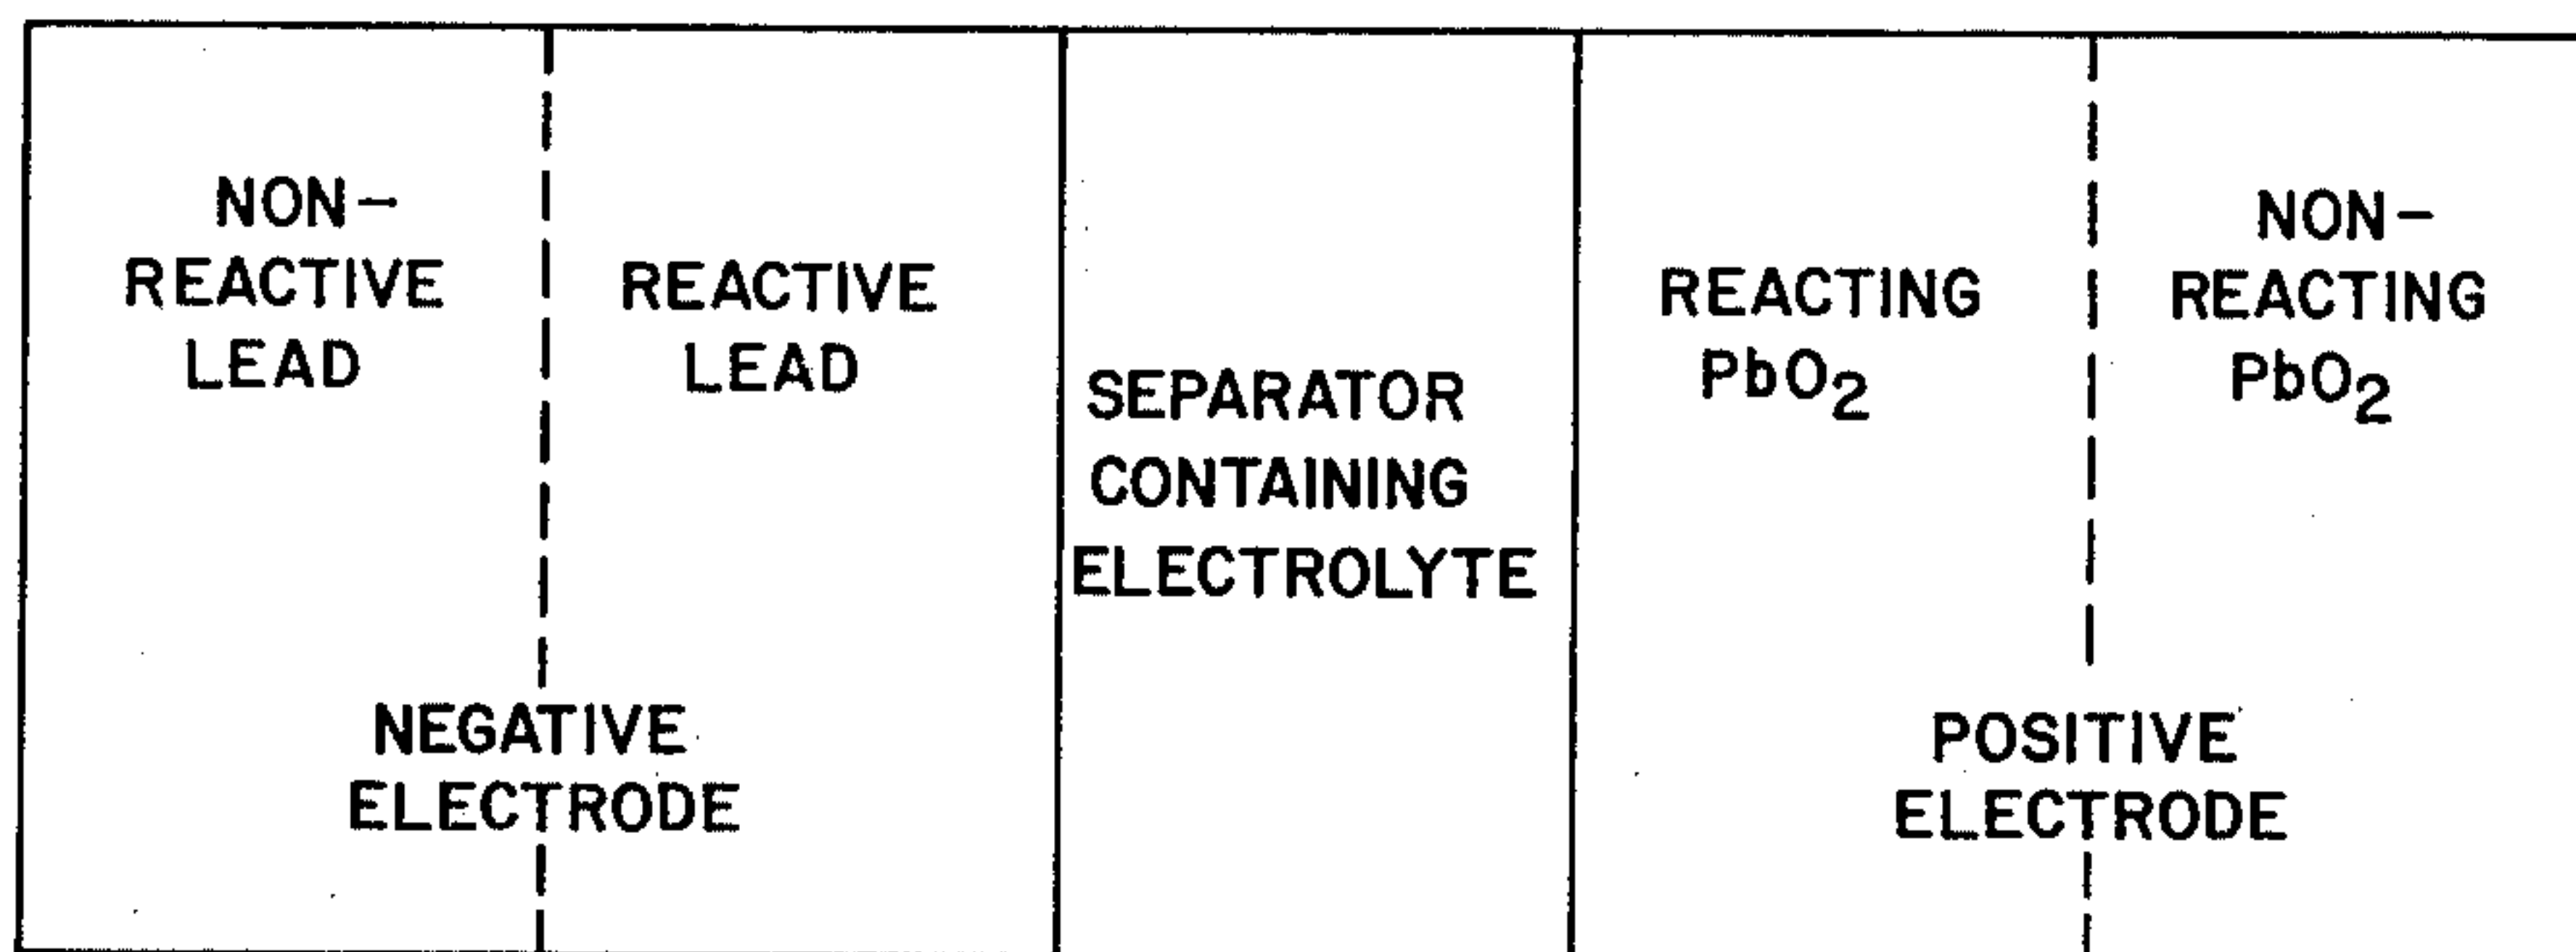 NON-
REACTIVE
LEAD
REACTIVE
LEAD
SEPARATOR
CONTAINING
ELECTROLYTE
REACTING
PbO₂
NON-
REACTING
PbO₂
NEGATIVE
ELECTRODE
POSITIVE
ELECTRODE